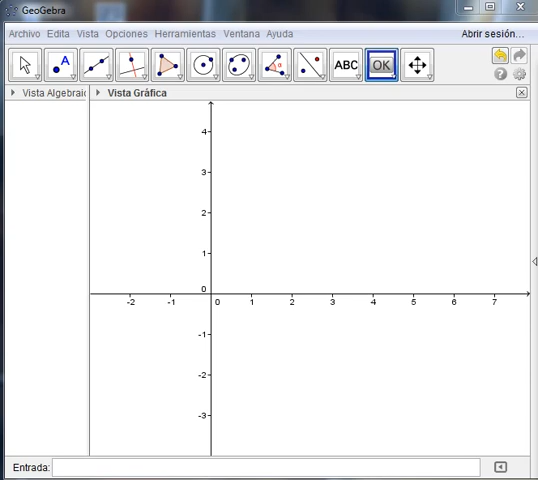 GeoGebra
Archivo Edita Vista Opciones Herramientas Ventana Ayuda Abrir sesión...
A ABC OK
Vista Algebraic Vista Gráfica
4
3
2
1
0
-2 -1 0 1 2 3 4 5 6 7
-1
-2
-3
Entrada: